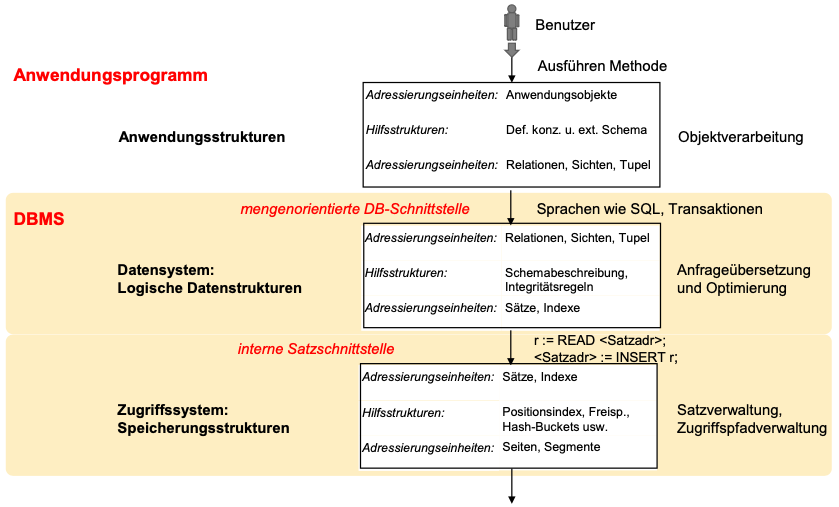 Benutzer
Ausführen Methode
Anwendungsprogramm
Adressierungseinheiten: Anwendungsobjekte
Anwendungsstrukturen
Hilfsstrukturen: Def. konz. u. ext. Schema
Objektverarbeitung
Adressierungseinheiten: Relationen, Sichten, Tupel
DBMS
mengenorientierte DB-Schnittstelle
Sprachen wie SQL, Transaktionen
Adressierungseinheiten: Relationen, Sichten, Tupel
Datensystem:
Logische Datenstrukturen
Hilfsstrukturen: Schemabeschreibung,
Integritätsregeln
Anfrageübersetzung
und Optimierung
Adressierungseinheiten: Sätze, Indexe
interne Satzschnittstelle
r := READ <Satzadr>;
<Satzadr> := INSERT r;
Adressierungseinheiten: Sätze, Indexe
Zugriffssystem:
Speicherungsstrukturen
Hilfsstrukturen: Positionsindex, Freisp.,
Hash-Buckets usw.
Satzverwaltung,
Zugriffspfadverwaltung
Adressierungseinheiten: Seiten, Segmente